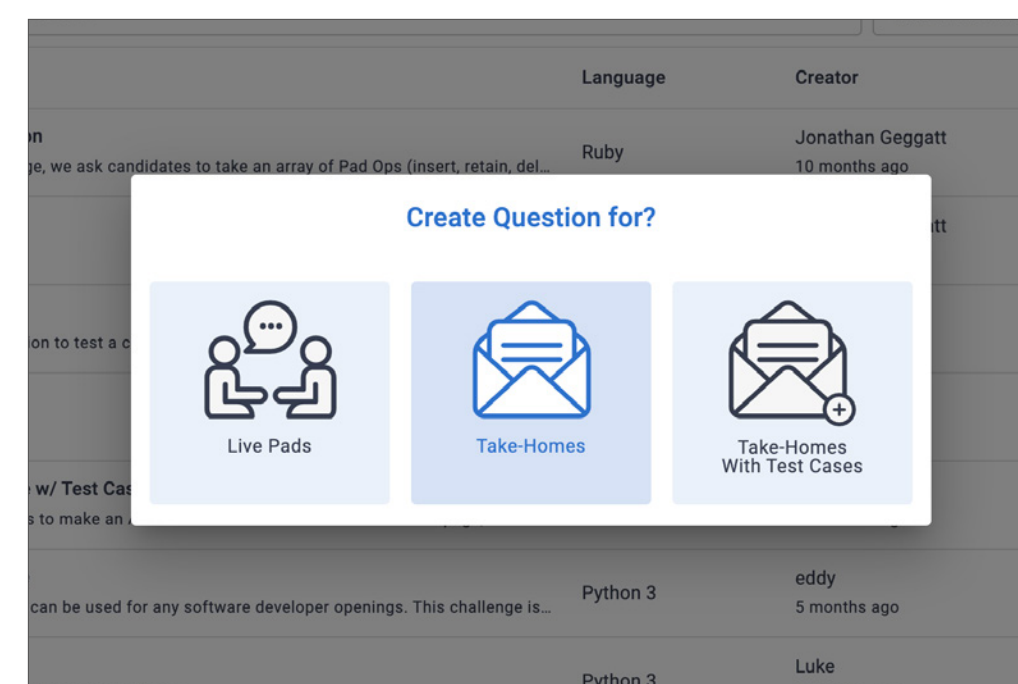 Language Creator
on
Jonathan Geggatt
ge, we ask candidates to take an array of Pad Ops (insert, retain, del...
Ruby
10 months ago
Create Question for?
tt
ion to test a c
Live Pads
Take-Homes
Take-Homes
With Test Cases
w/ Test Cas
s to make an
eddy
can be used for any software developer openings. This challenge is...
Python 3
5 months ago
Luke
Python 3